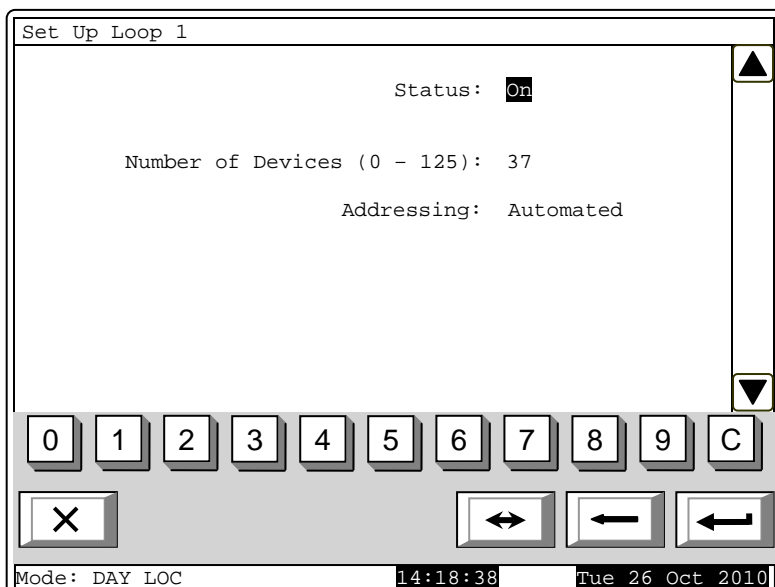 Set Up Loop 1
Status: On
Number of Devices (0 – 125): 37
Addressing: Automated
0 1 2 3 4 5 6 7 8 9 C
Mode: DAY LOC 14:18:38 Tue 26 Oct 2010